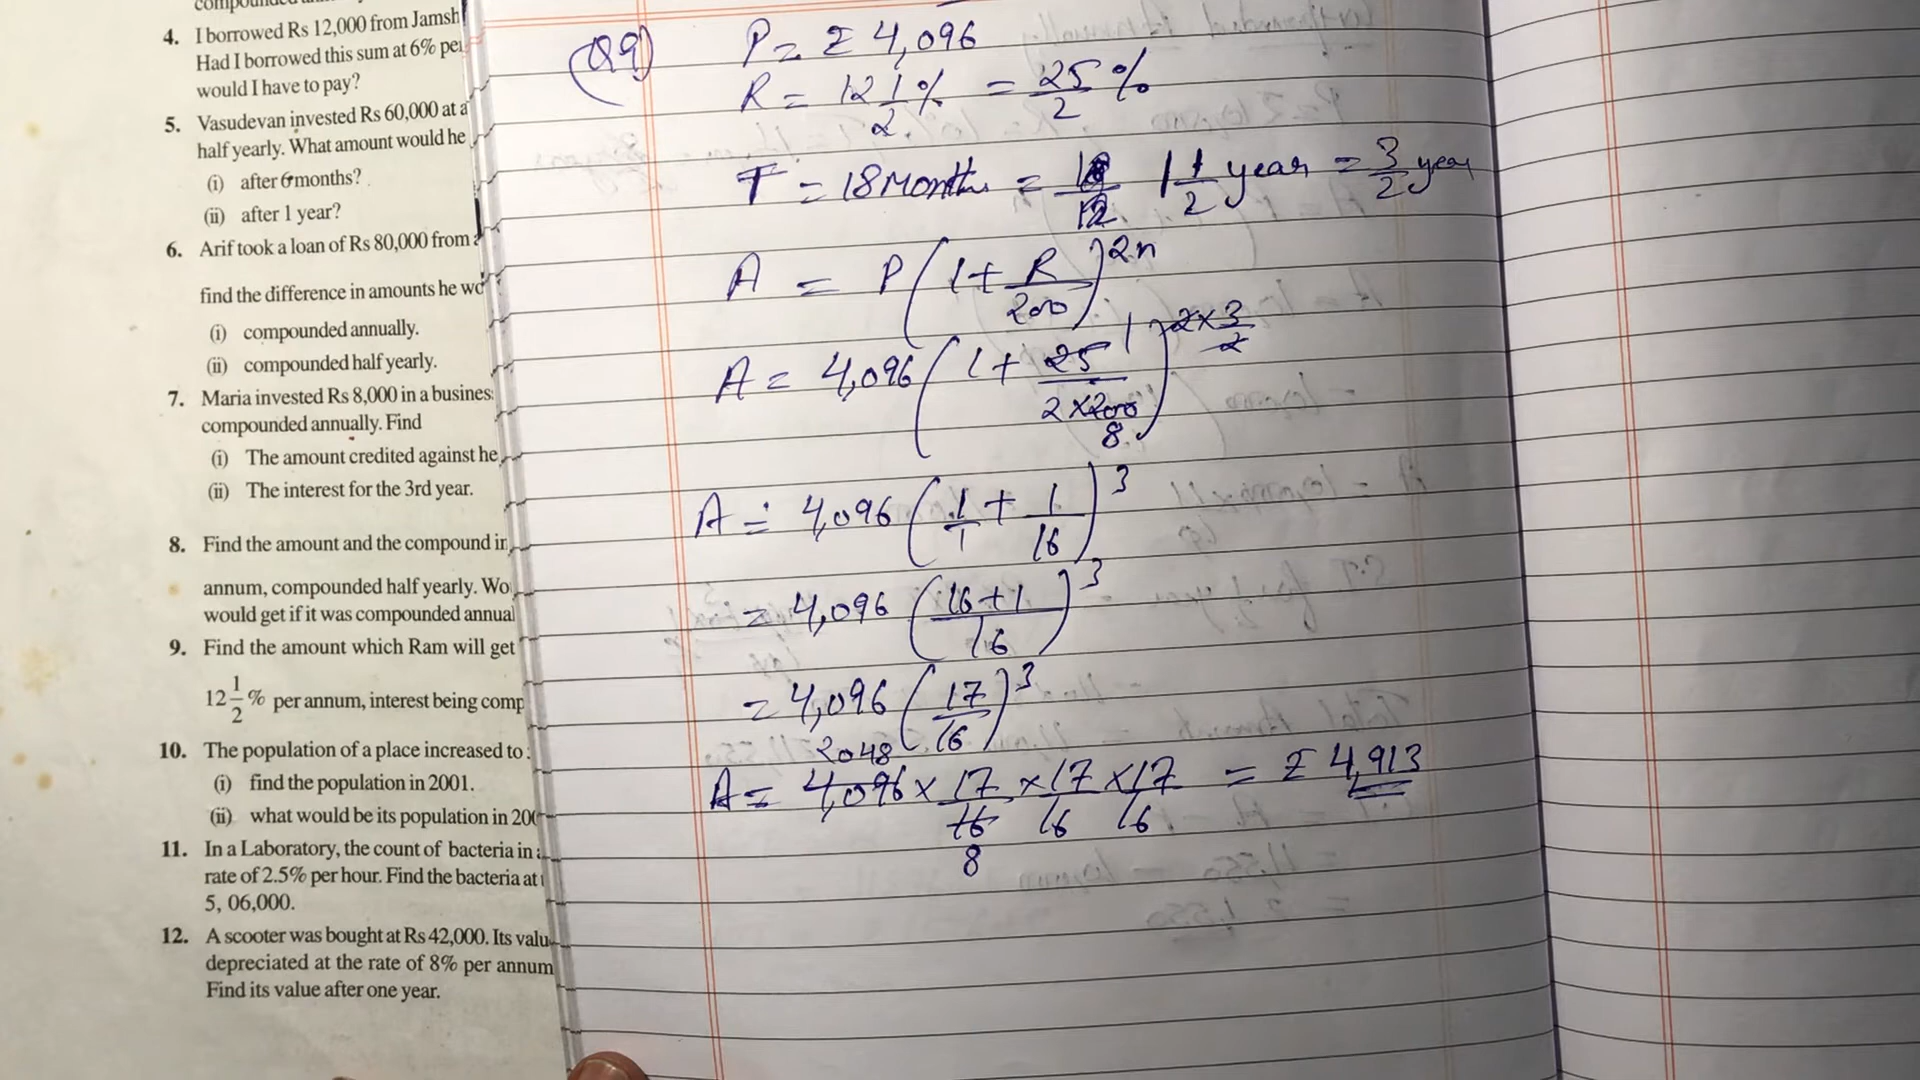 4. I borrowed Rs 12,000 from Jamsh
Had I borrowed this sum at 6% per
would I have to pay?
5. Vasudevan invested Rs 60,000 at a
half yearly. What amount would he
(i) after 6 months?
(ii) after 1 year?
6. Arif took a loan of Rs 80,000 from a
find the difference in amounts he wo
(i) compounded annually.
(ii) compounded half yearly.
7. Maria invested Rs 8,000 in a busines
compounded annually. Find
(i) The amount credited against he
(ii) The interest for the 3rd year.
8. Find the amount and the compound in
annum, compounded half yearly. Wo
would get if it was compounded annual
9. Find the amount which Ram will get
12 1/2 % per annum, interest being comp
10. The population of a place increased to
(i) find the population in 2001.
(ii) what would be its population in 200
11. In a Laboratory, the count of bacteria in a
rate of 2.5% per hour. Find the bacteria at
5, 06,000.
12. A scooter was bought at Rs 42,000. Its valu
depreciated at the rate of 8% per annum
Find its value after one year.
Q9) P = ₹ 4,096
R = 12 1/2 % = 25/2 %
T = 18 Months = 18/12 1 1/2 year = 3/2 year
A = P(1 + R/200)^2n
A = 4,096 (1 + 25/2×200)^2×3/2
1
8
A = 4,096 (1/1 + 1/16)^3
= 4,096 (16+1/16)^3
= 4,096 (17/16)^3
2048
A = 4,096 × 17/16 × 17/16 × 17/16 = ₹ 4,913
8